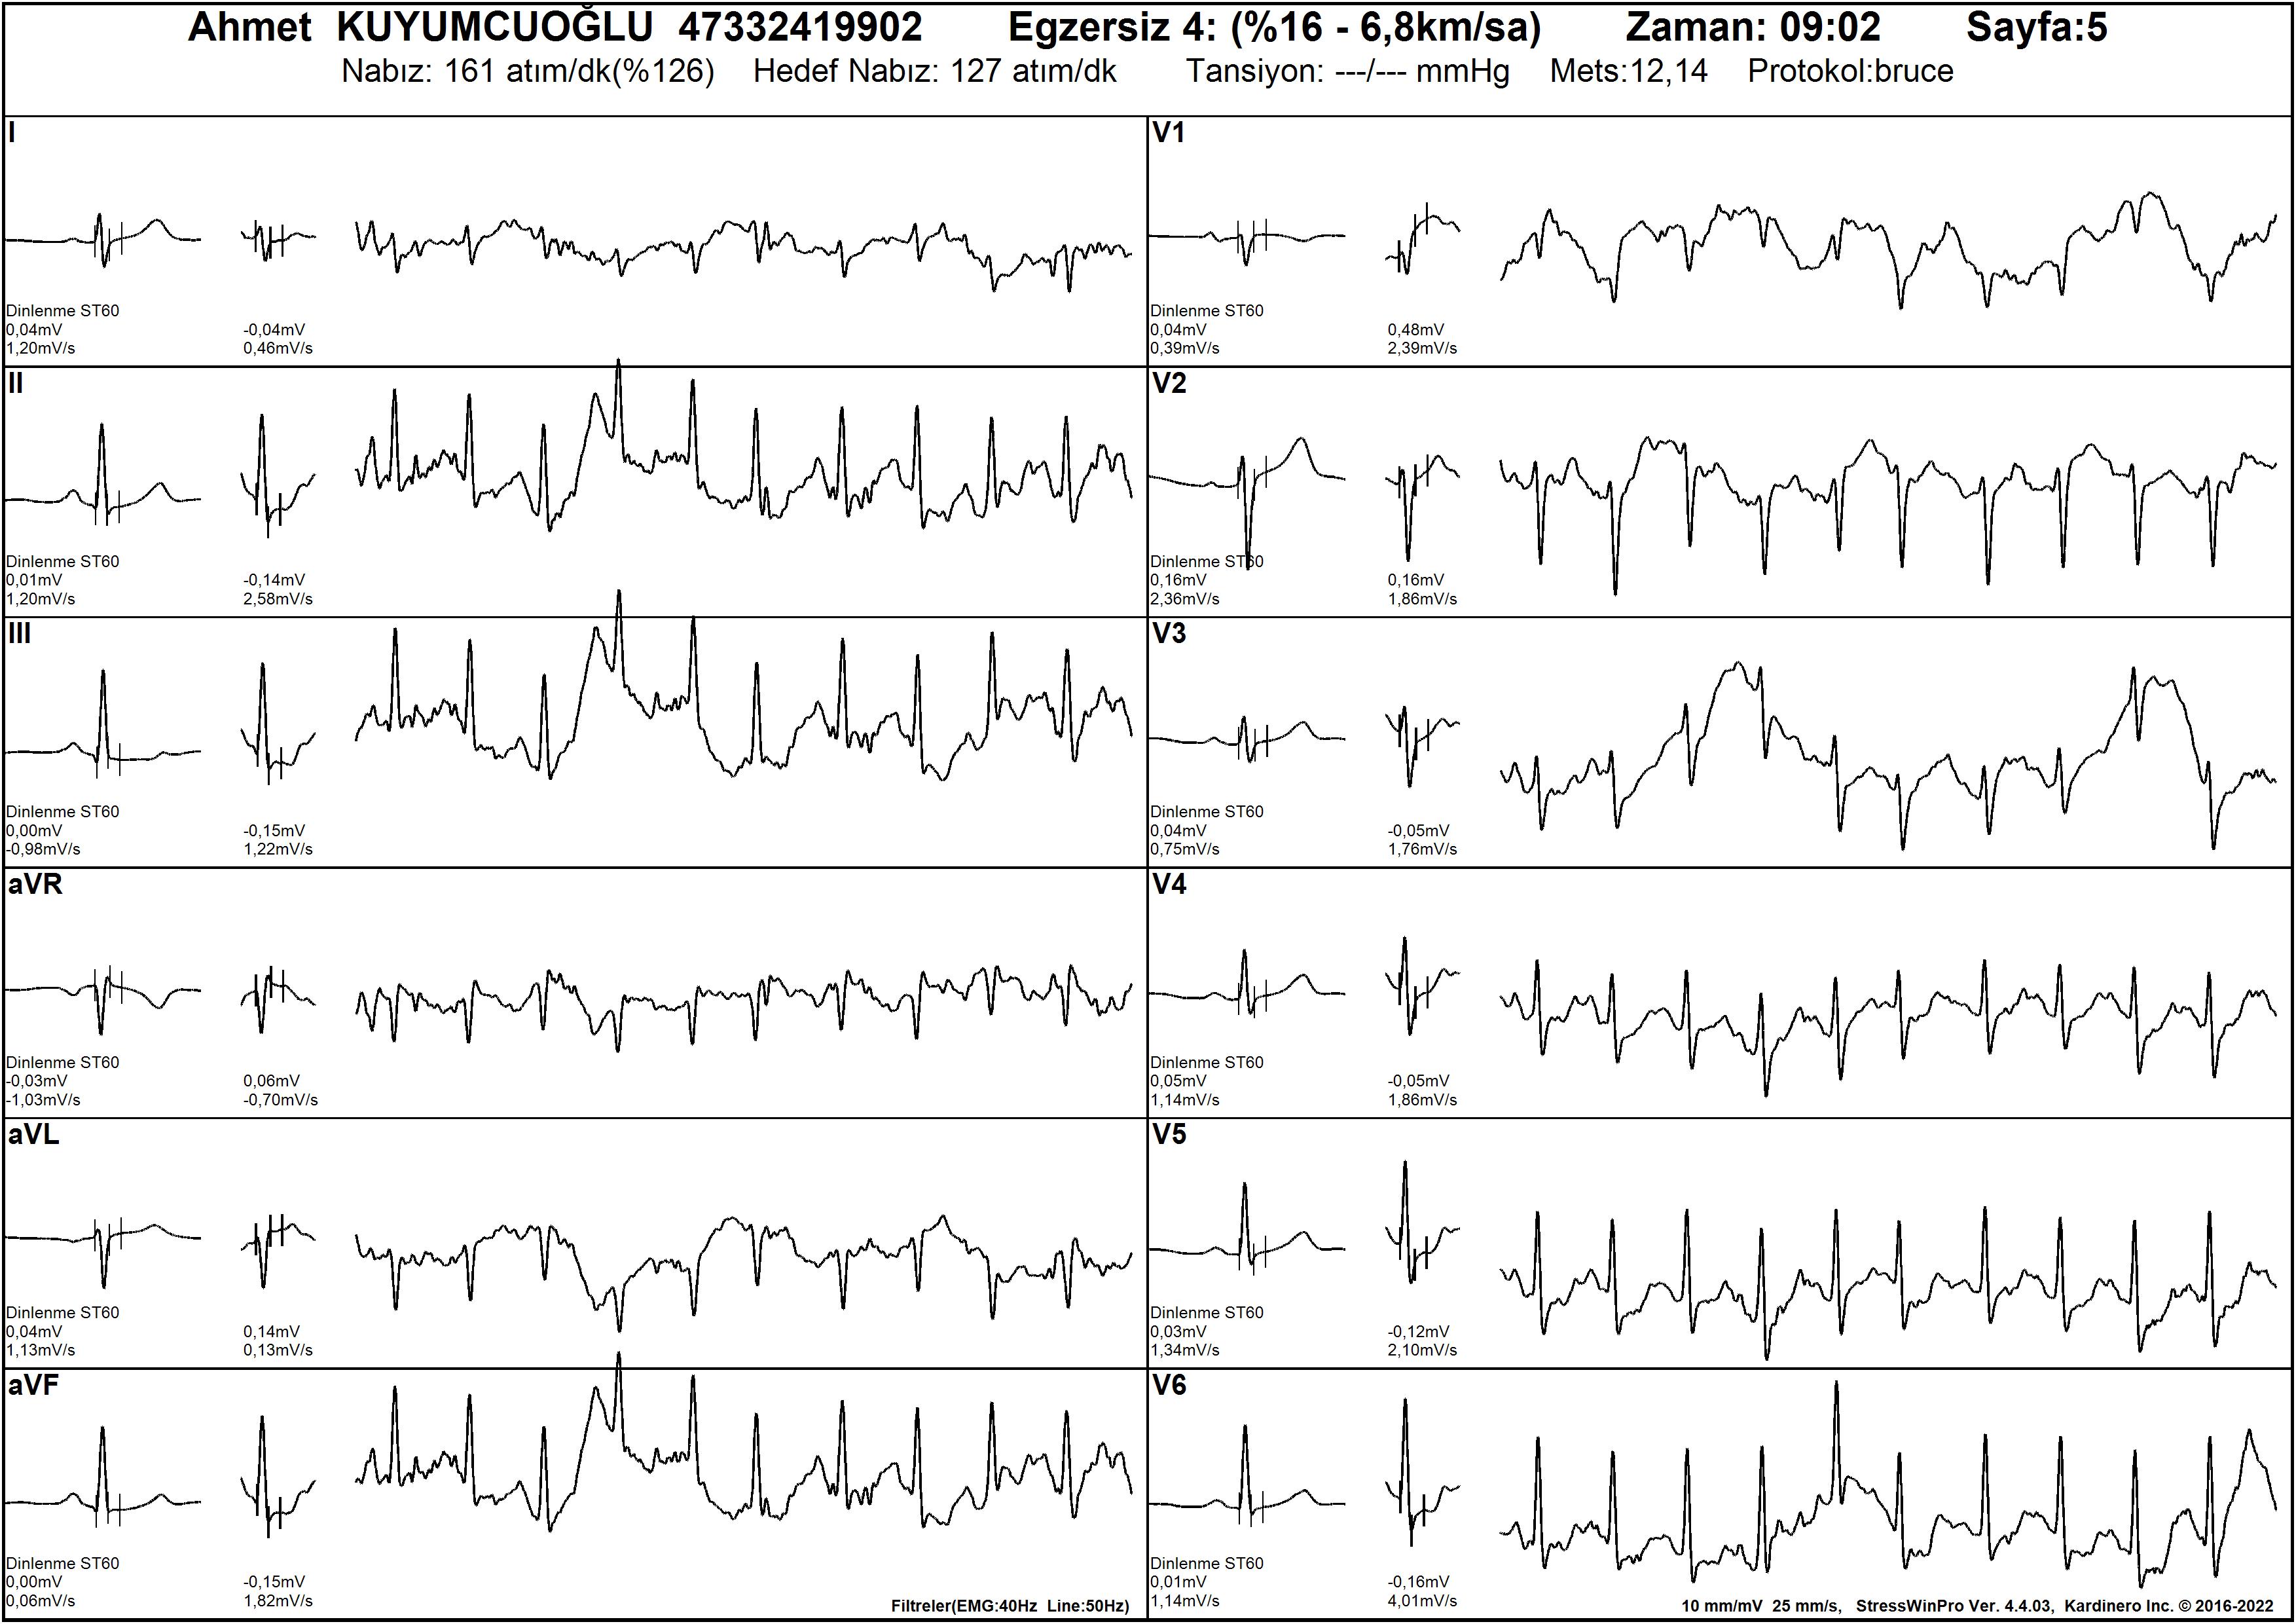 Ahmet KUYUMCUOĞLU 47332419902 Egzersiz 4: (%16 - 6,8km/sa) Zaman: 09:02 Sayfa:5
Nabız: 161 atım/dk(%126) Hedef Nabız: 127 atım/dk Tansiyon: ---/--- mmHg Mets:12,14 Protokol:bruce
I
Dinlenme ST60
0,04mV -0,04mV
1,20mV/s 0,46mV/s
II
Dinlenme ST60
0,01mV -0,14mV
1,20mV/s 2,58mV/s
III
Dinlenme ST60
0,00mV -0,15mV
-0,98mV/s 1,22mV/s
aVR
Dinlenme ST60
-0,03mV 0,06mV
-1,03mV/s -0,70mV/s
aVL
Dinlenme ST60
0,04mV 0,14mV
1,13mV/s 0,13mV/s
aVF
Dinlenme ST60
0,00mV -0,15mV
0,06mV/s 1,82mV/s
Filtreler(EMG:40Hz Line:50Hz)
V1
Dinlenme ST60
0,04mV 0,48mV
0,39mV/s 2,39mV/s
V2
Dinlenme ST60
0,16mV 0,16mV
2,36mV/s 1,86mV/s
V3
Dinlenme ST60
0,04mV -0,05mV
0,75mV/s 1,76mV/s
V4
Dinlenme ST60
0,05mV -0,05mV
1,14mV/s 1,86mV/s
V5
Dinlenme ST60
0,03mV -0,12mV
1,34mV/s 2,10mV/s
V6
Dinlenme ST60
0,01mV -0,16mV
1,14mV/s 4,01mV/s
10 mm/mV 25 mm/s, StressWinPro Ver. 4.4.03, Kardinero Inc. © 2016-2022